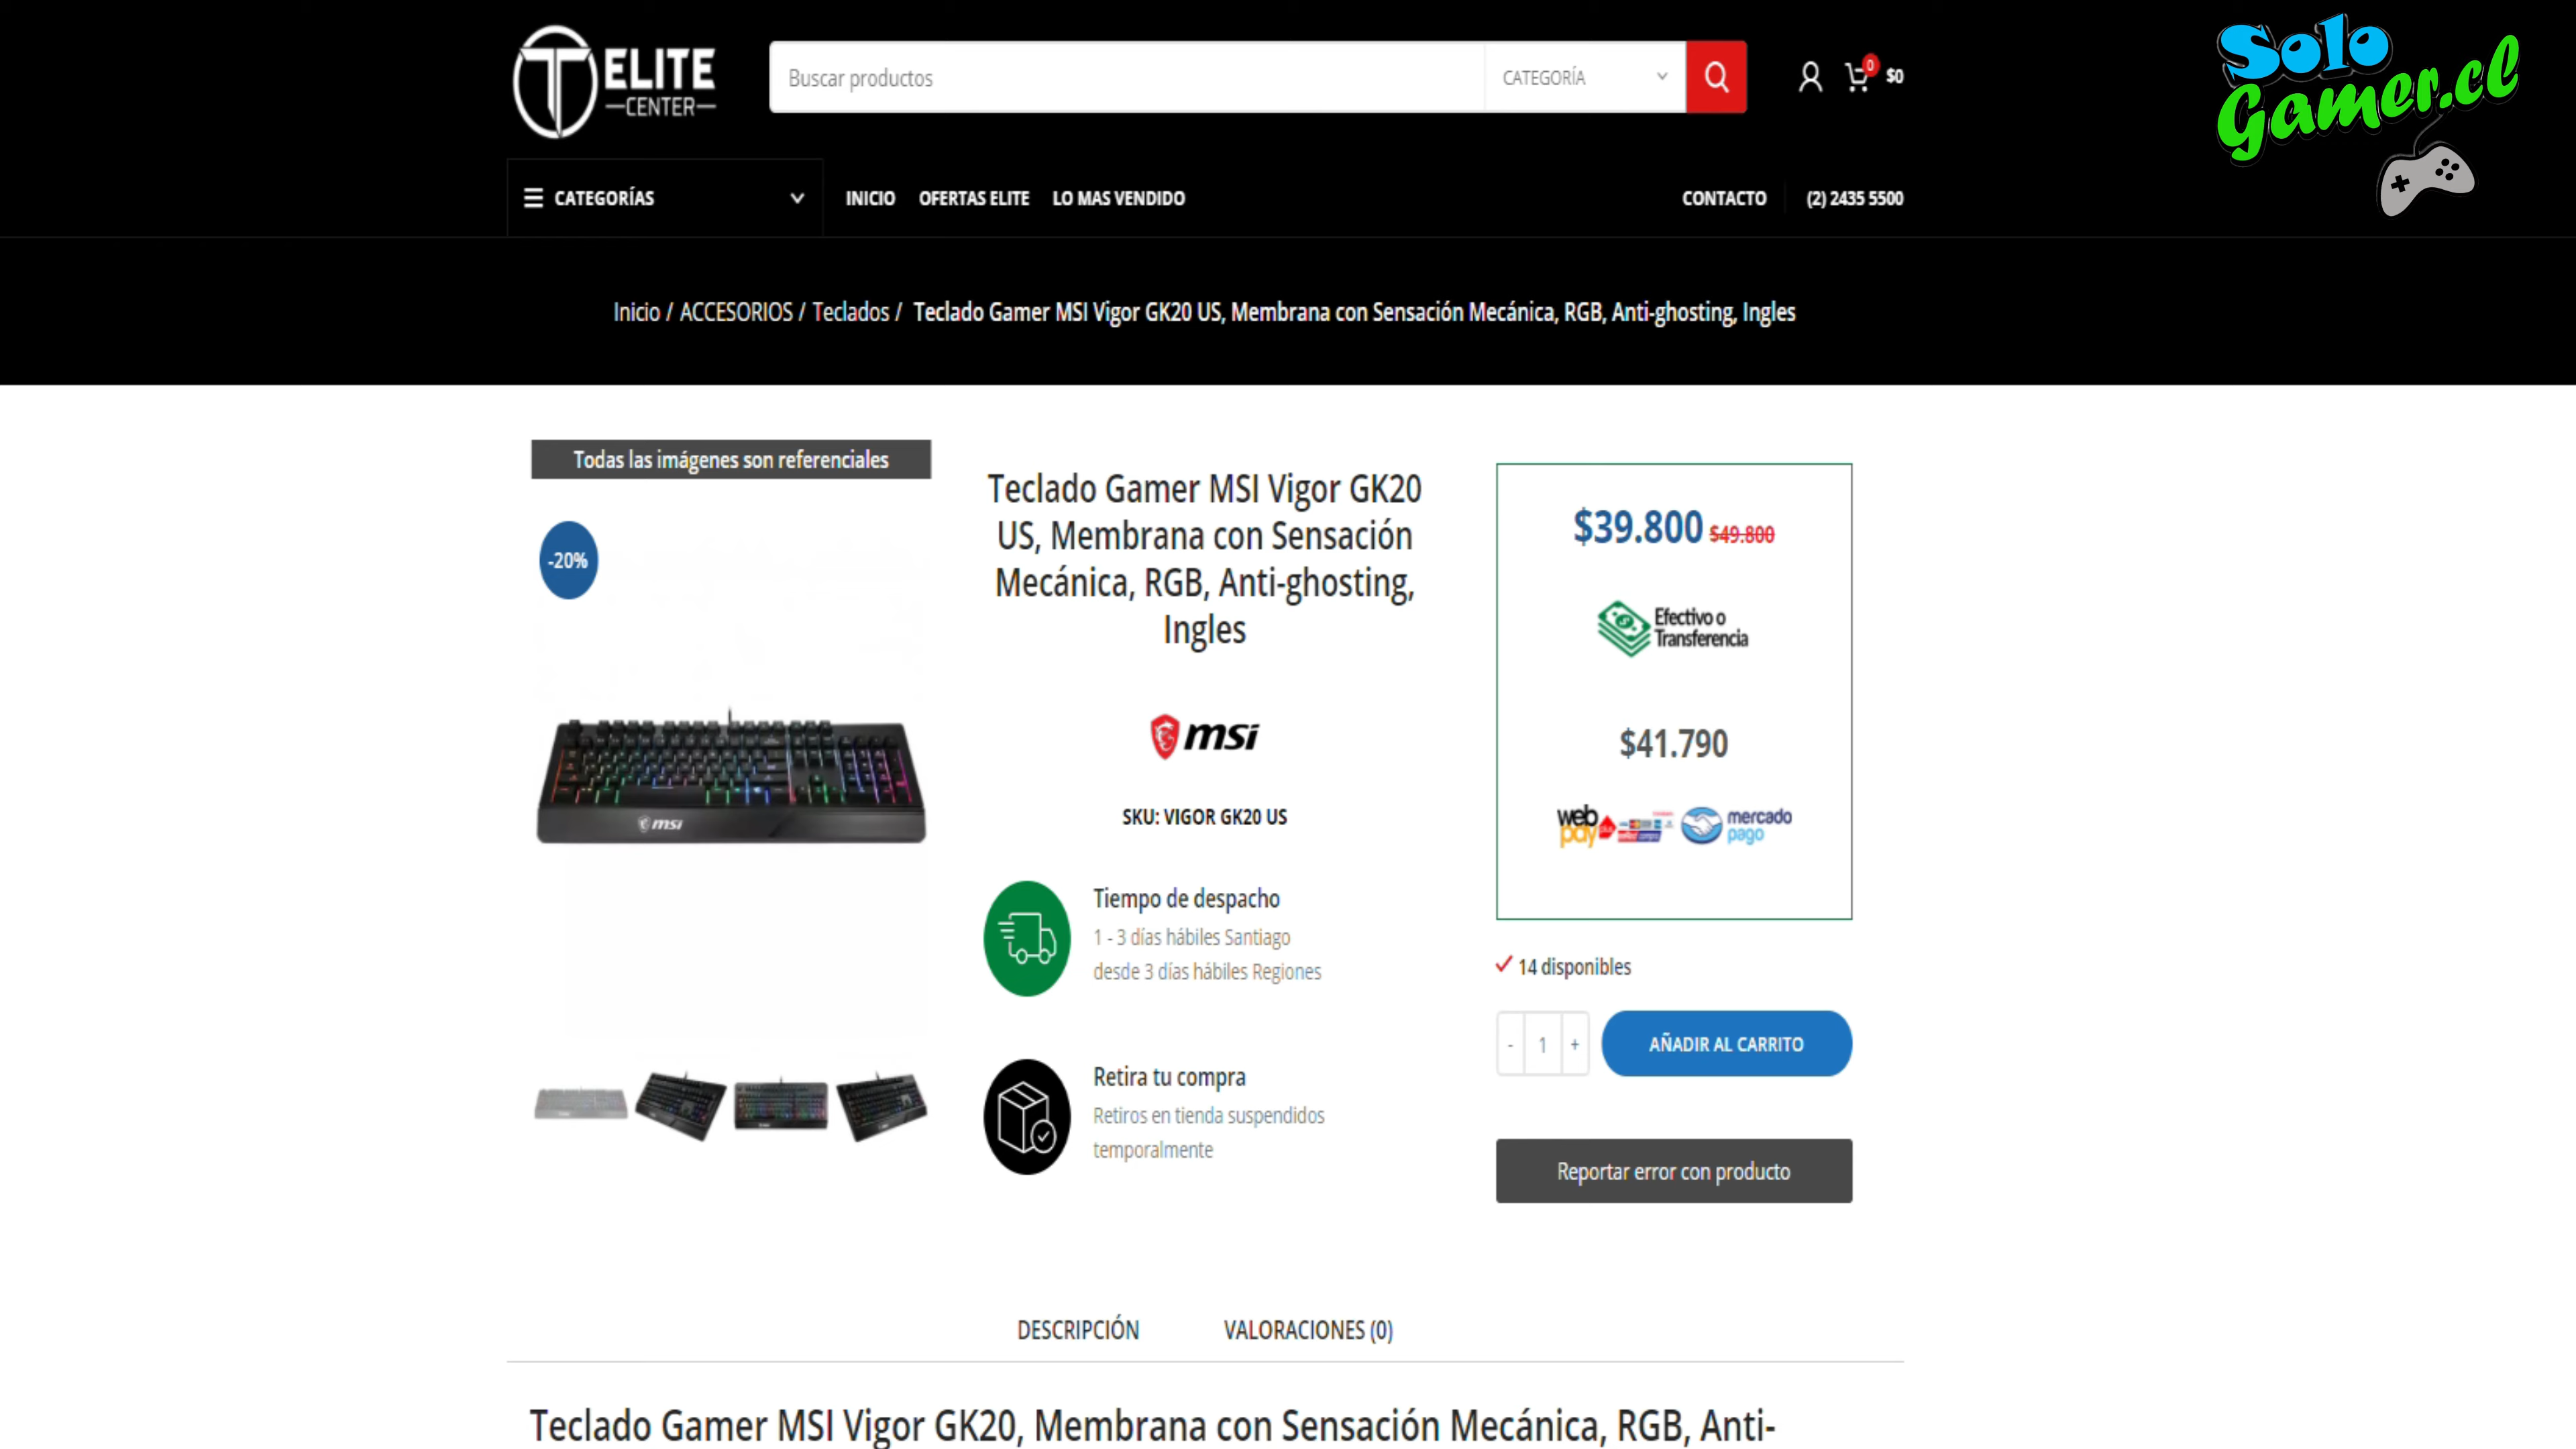 T ELITE
CENTER
Buscar productos
CATEGORÍA
0
$0
Solo
Gamer.cl
CATEGORÍAS
INICIO
OFERTAS ELITE
LO MAS VENDIDO
CONTACTO
(2) 2435 5500
Inicio / ACCESORIOS / Teclados / Teclado Gamer MSI Vigor GK20 US, Membrana con Sensación Mecánica, RGB, Anti-ghosting, Ingles
Todas las imágenes son referenciales
-20%
msi
Teclado Gamer MSI Vigor GK20
US, Membrana con Sensación
Mecánica, RGB, Anti-ghosting,
Ingles
msi
SKU: VIGOR GK20 US
Tiempo de despacho
1 - 3 días hábiles Santiago
desde 3 días hábiles Regiones
Retira tu compra
Retiros en tienda suspendidos
temporalmente
$39.800 $49.800
Efectivo o
Transferencia
$41.790
web
pay plus
mercado
pago
14 disponibles
- 1 +
AÑADIR AL CARRITO
Reportar error con producto
DESCRIPCIÓN
VALORACIONES (0)
Teclado Gamer MSI Vigor GK20, Membrana con Sensación Mecánica, RGB, Anti-